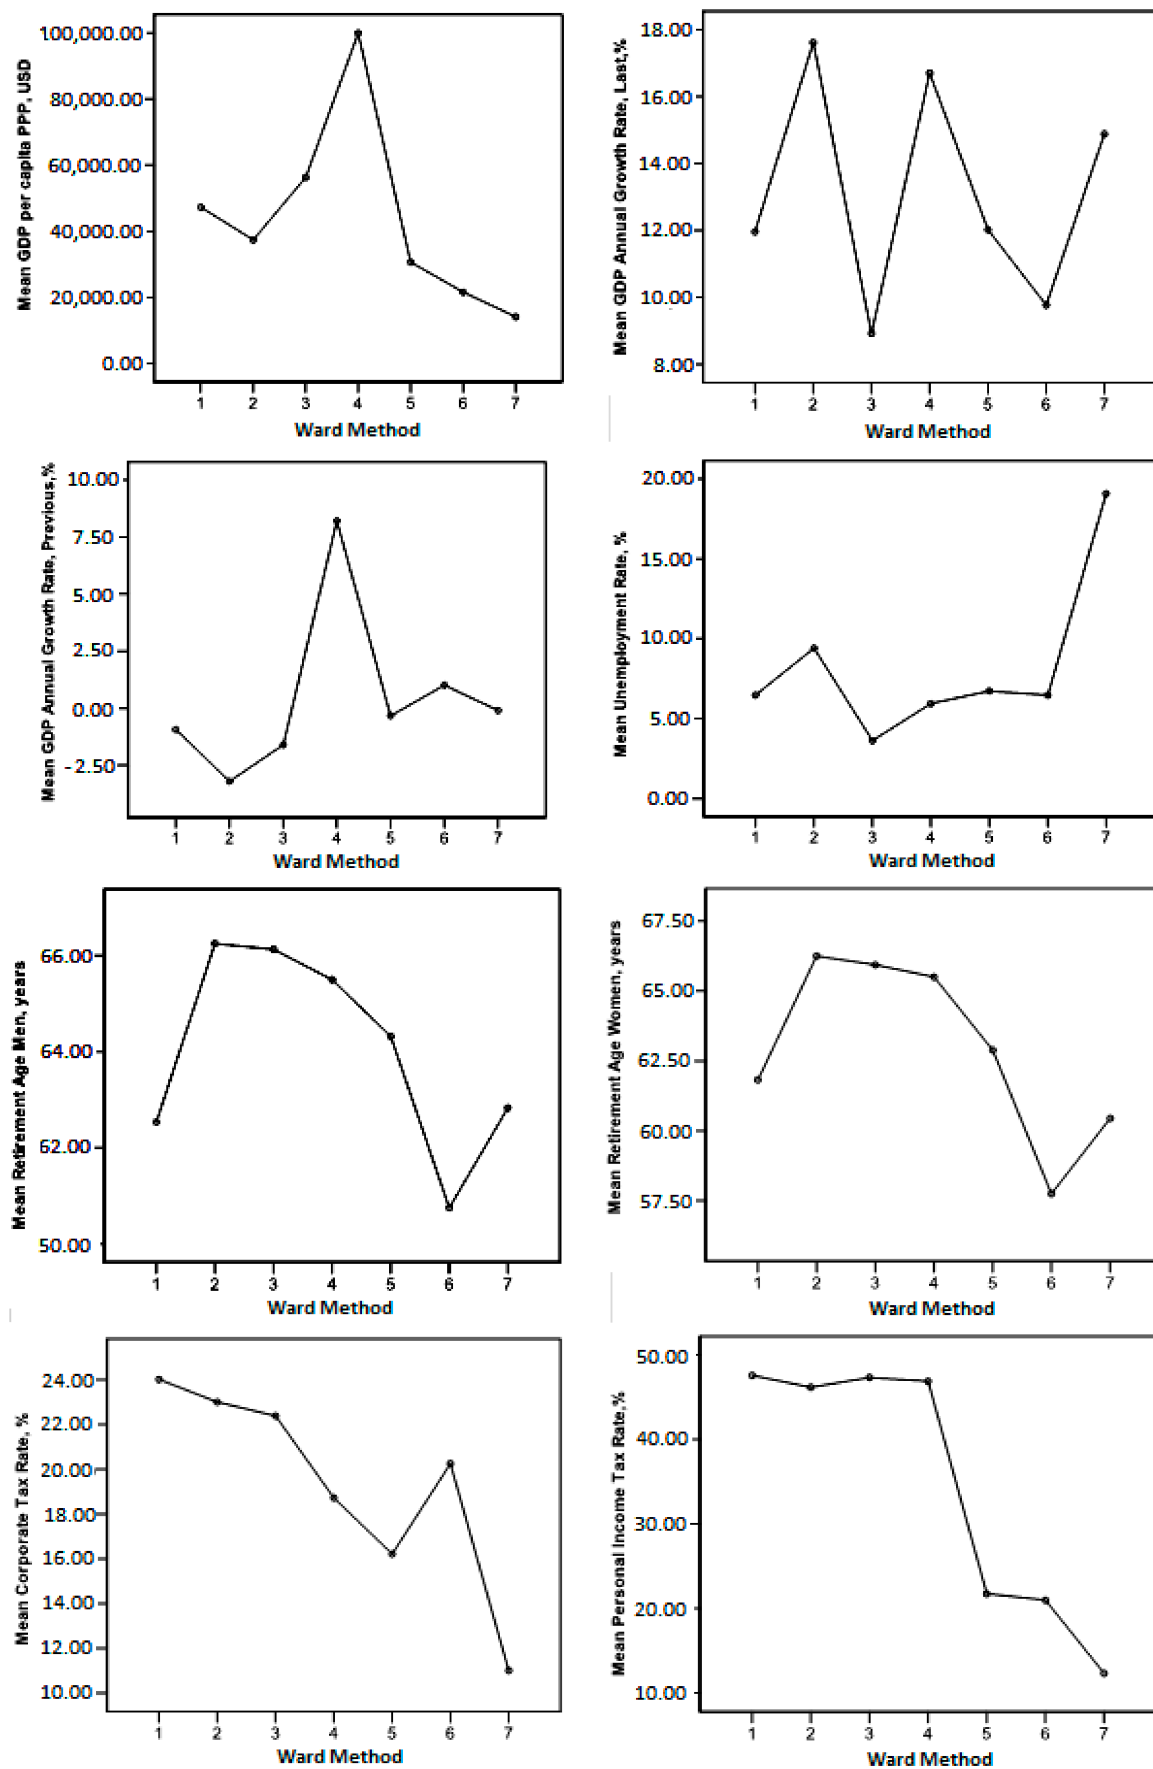 Mean GDP per capita PPP, USD
100,000.00
80,000.00
60,000.00
40,000.00
20,000.00
0.00
1 2 3 4 5 6 7
Ward Method
Mean GDP Annual Growth Rate, Last,%
18.00
16.00
14.00
12.00
10.00
8.00
1 2 3 4 5 6 7
Ward Method
Mean GDP Annual Growth Rate, Previous,%
10.00
7.50
5.00
2.50
0.00
-2.50
1 2 3 4 5 6 7
Ward Method
Mean Unemployment Rate, %
20.00
15.00
10.00
5.00
0.00
1 2 3 4 5 6 7
Ward Method
Mean Retirement Age Men, years
66.00
64.00
62.00
50.00
1 2 3 4 5 6 7
Ward Method
Mean Retirement Age Women, years
67.50
65.00
62.50
60.00
57.50
1 2 3 4 5 6 7
Ward Method
Mean Corporate Tax Rate, %
24.00
22.00
20.00
18.00
16.00
14.00
12.00
10.00
1 2 3 4 5 6 7
Ward Method
Mean Personal Income Tax Rate,%
50.00
40.00
30.00
20.00
10.00
1 2 3 4 5 6 7
Ward Method